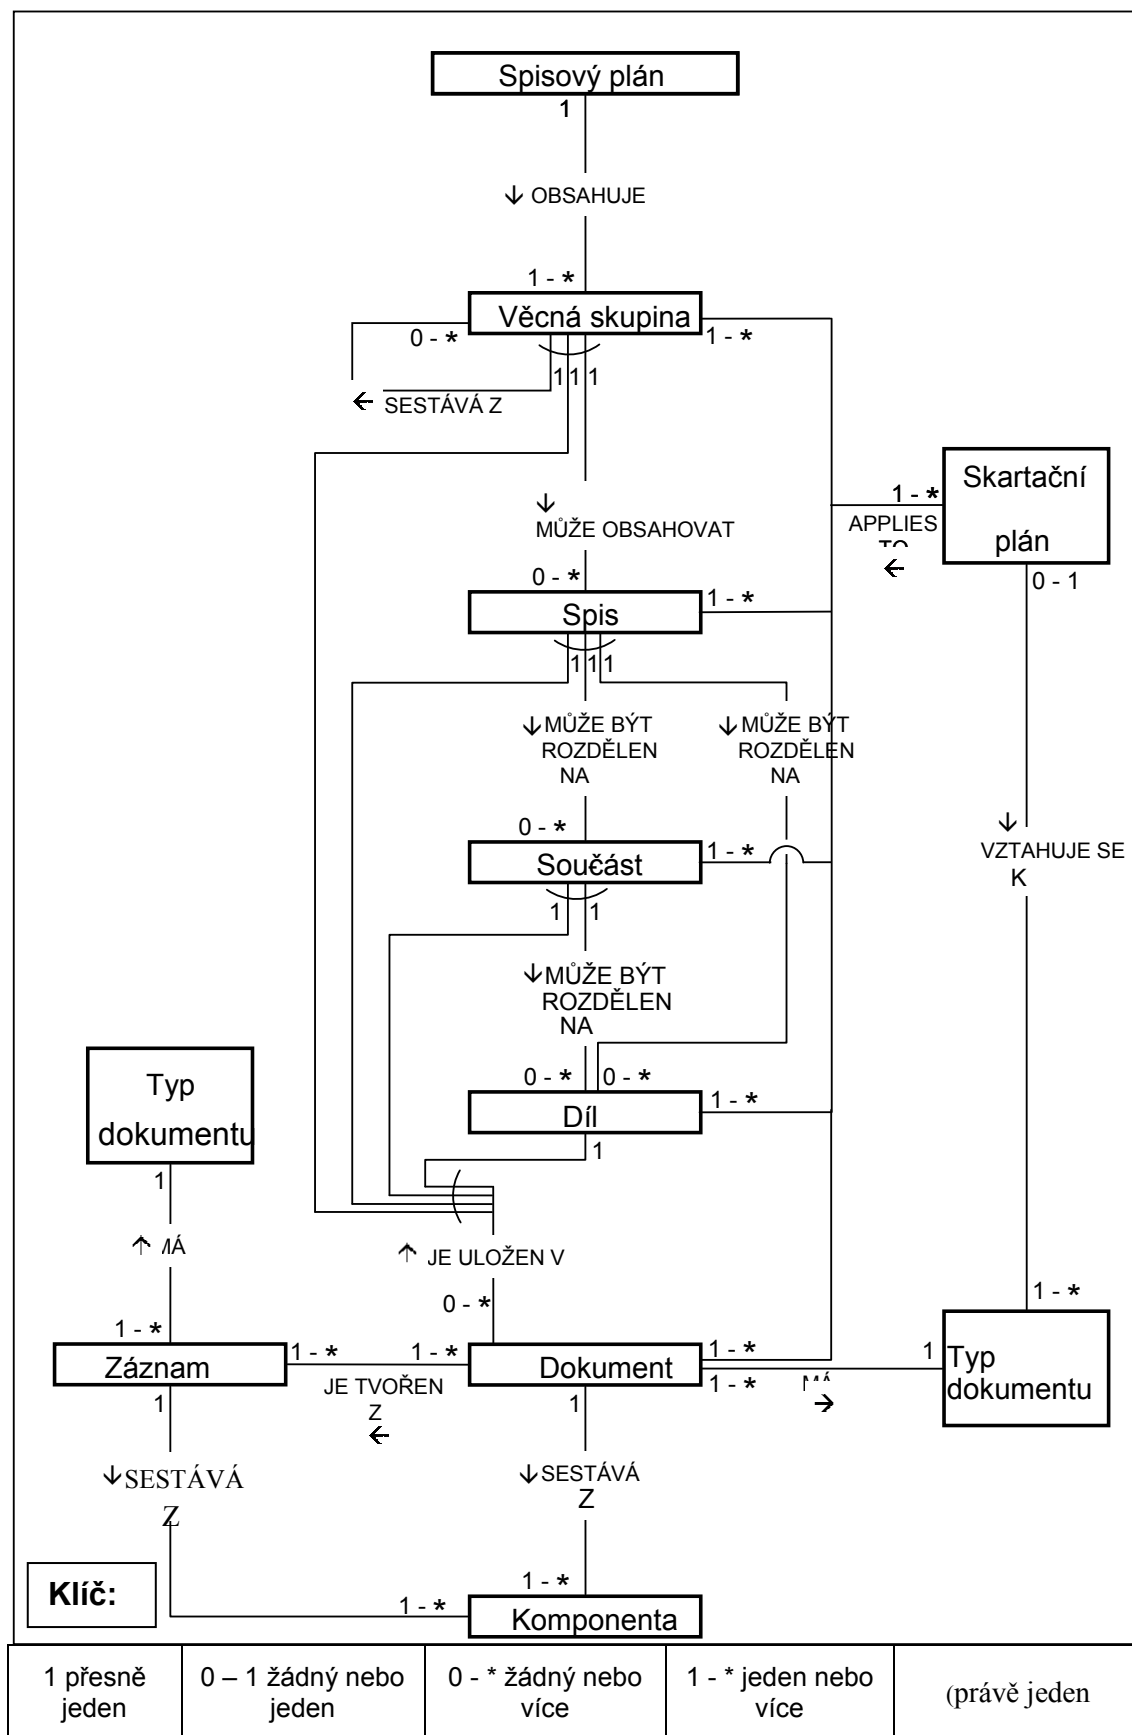 Spisový plán
1
OBSAHUJE
1 - *
Věcná skupina
0 - *
1 - *
1 1 1
SESTÁVÁ Z
Skartační
plán
1 - *
APPLIES
TO
0 - 1
MŮŽE OBSAHOVAT
0 - *
Spis
1 - *
1 1 1
MŮŽE BÝT
ROZDĚLEN
NA
MŮŽE BÝT
ROZDĚLEN
NA
0 - *
Součást
1 - *
VZTAHUJE SE
K
1 1
MŮŽE BÝT
ROZDĚLEN
NA
Typ
dokumentu
0 - *
0 - *
Díl
1 - *
1
1
MÁ
JE ULOŽEN V
0 - *
1 - *
1 - *
Záznam
1 - *
1 - *
Dokument
1 - *
1 - *
1
Typ
dokumentu
JE TVOŘEN
Z
MÁ
1
1
SESTÁVÁ
Z
SESTÁVÁ
Z
Klíč:
1 - *
1 - *
Komponenta
1 přesně
jeden
0 – 1 žádný nebo
jeden
0 - * žádný nebo
více
1 - * jeden nebo
více
(právě jeden